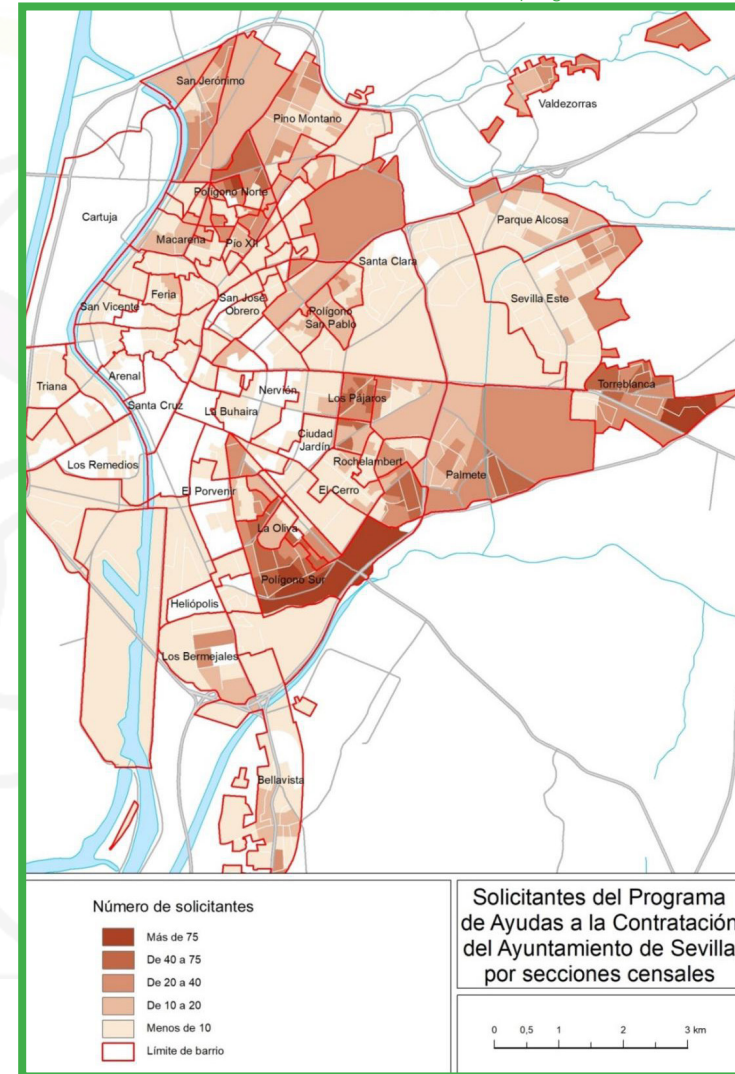 San Jerónimo
Valdezorras
Pino Montano
Polígono Norte
Cartuja
Parque Alcosa
Macarena
Pío XII
Santa Clara
Feria
San José
Obrero
Sevilla Este
San Vicente
Polígono
San Pablo
Arenal
Triana
Nervión
Torreblanca
Los Pájaros
Santa Cruz
La Buhaira
Ciudad
Jardín
Los Remedios
Rochelambert
Palmete
El Porvenir
El Cerro
La Oliva
Polígono Sur
Heliópolis
Los Bermejales
Bellavista
Número de solicitantes
Más de 75
De 40 a 75
De 20 a 40
De 10 a 20
Menos de 10
Límite de barrio
Solicitantes del Programa
de Ayudas a la Contratación
del Ayuntamiento de Sevilla
por secciones censales
0 0,5 1 2 3 km